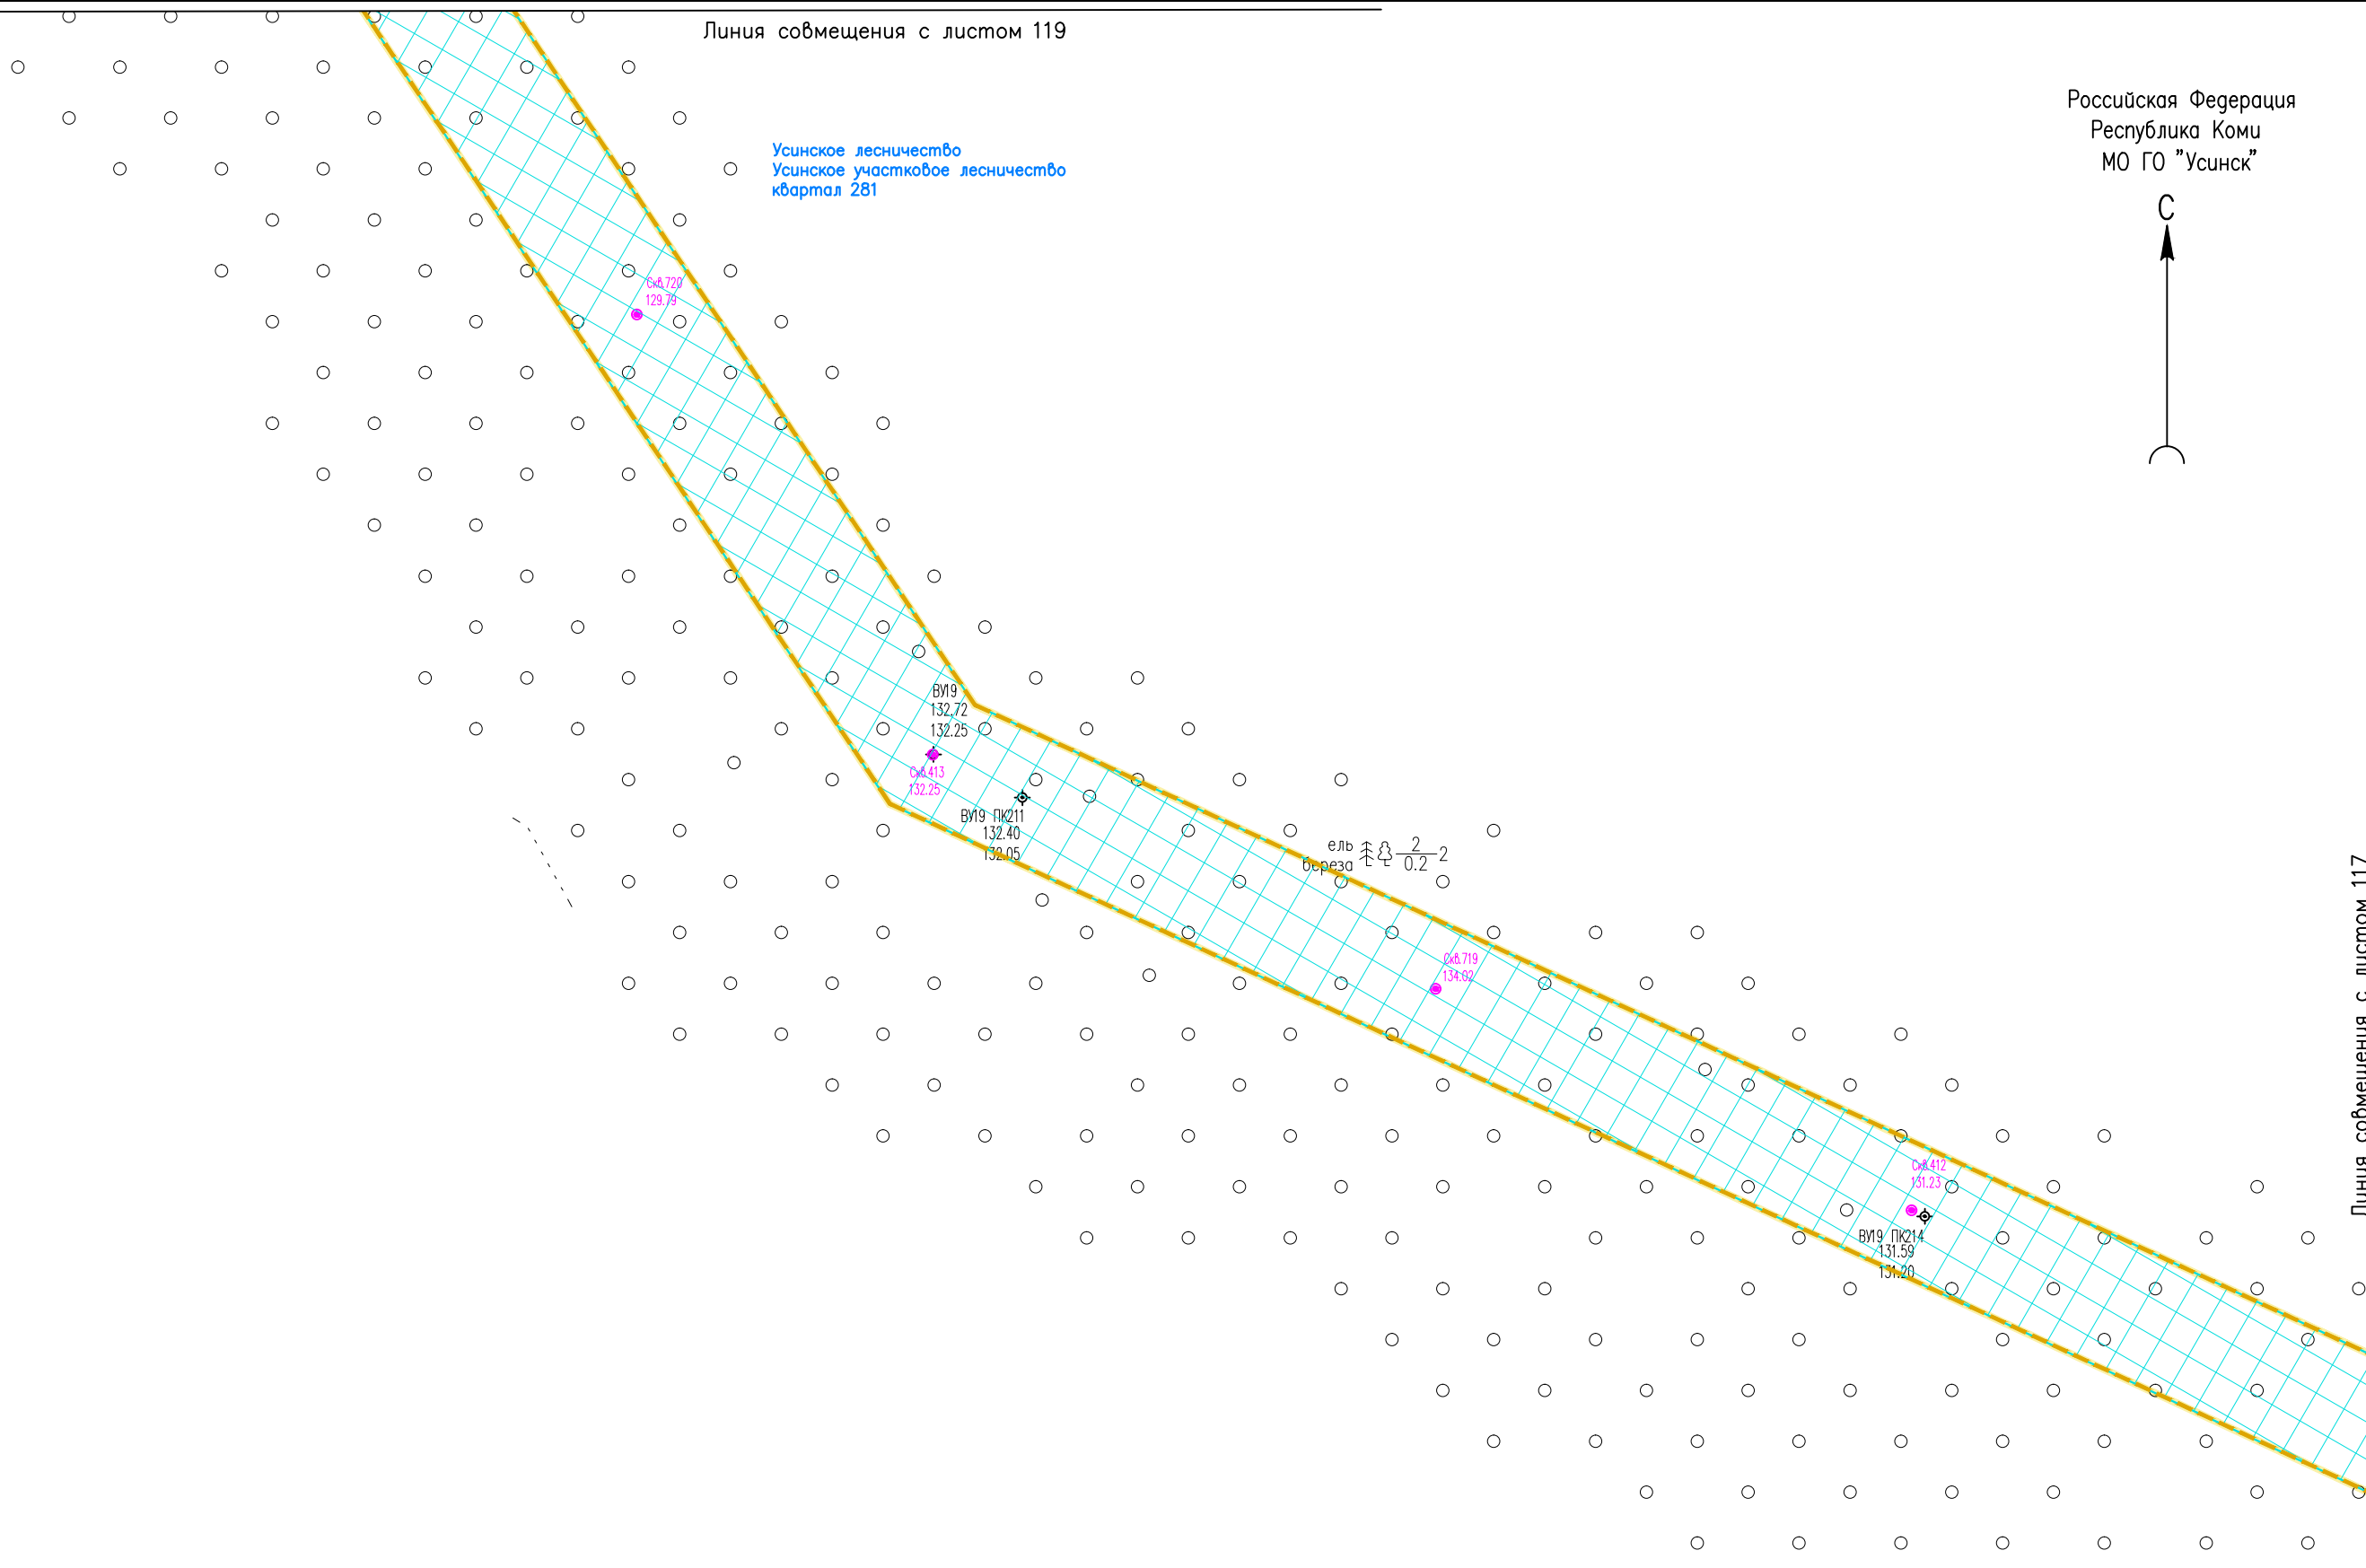 Линия совмещения с листом 119
Российская Федерация
Республика Коми
МО ГО "Усинск"
С
Усинское лесничество
Усинское участковое лесничество
квартал 281
Скв.720
129.79
ВУ19
132.72
132.25
Скв.413
132.25
ВУ19 ПК211
132.40
132.05
ель
береза
2
0.2
2
Скв.719
134.02
Скв.412
131.23
ВУ19 ПК214
131.59
131.20
Линия совмещения с листом 117